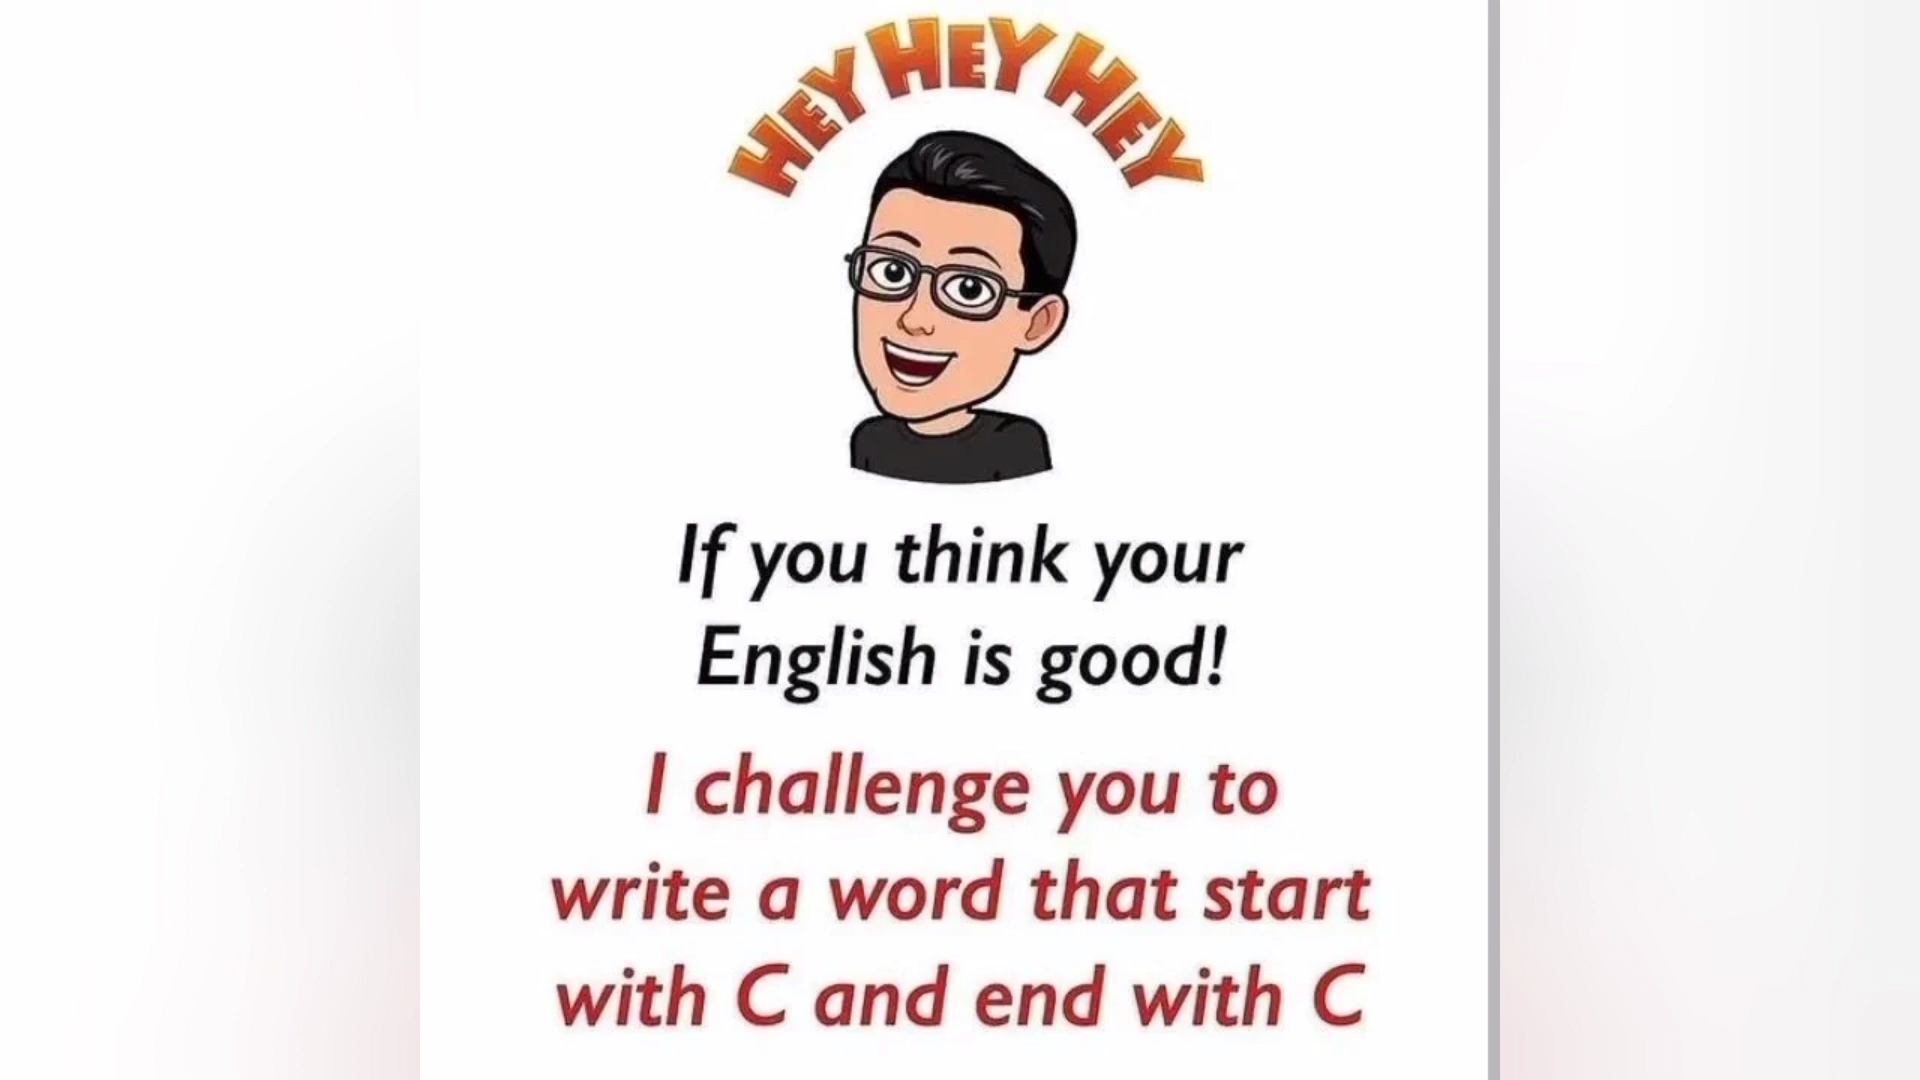 HEY HEY HEY
If you think your
English is good!
I challenge you to
write a word that start
with C and end with C